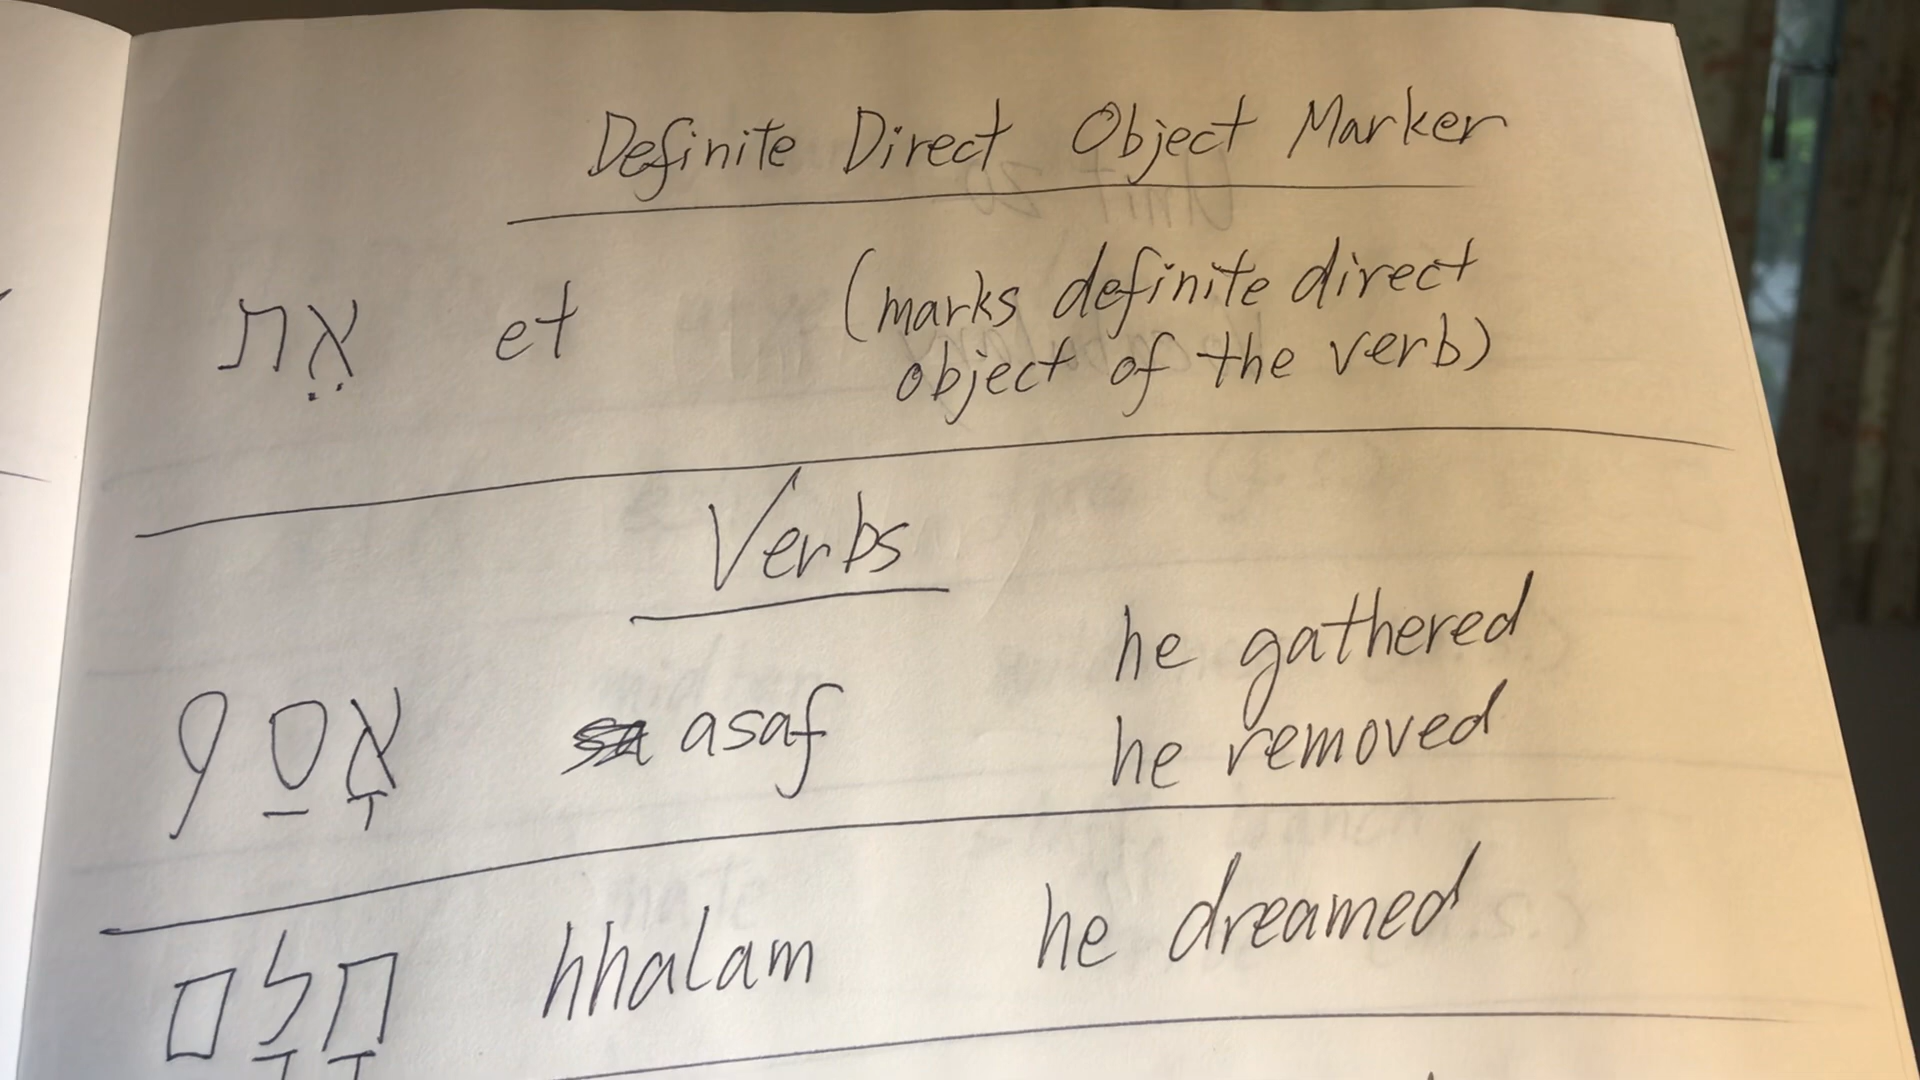 Definite Direct Object Marker
אֶת et (marks definite direct
object of the verb)
Verbs
he gathered
אָסַף asaf
he removed
חָלָם hhalam he dreamed